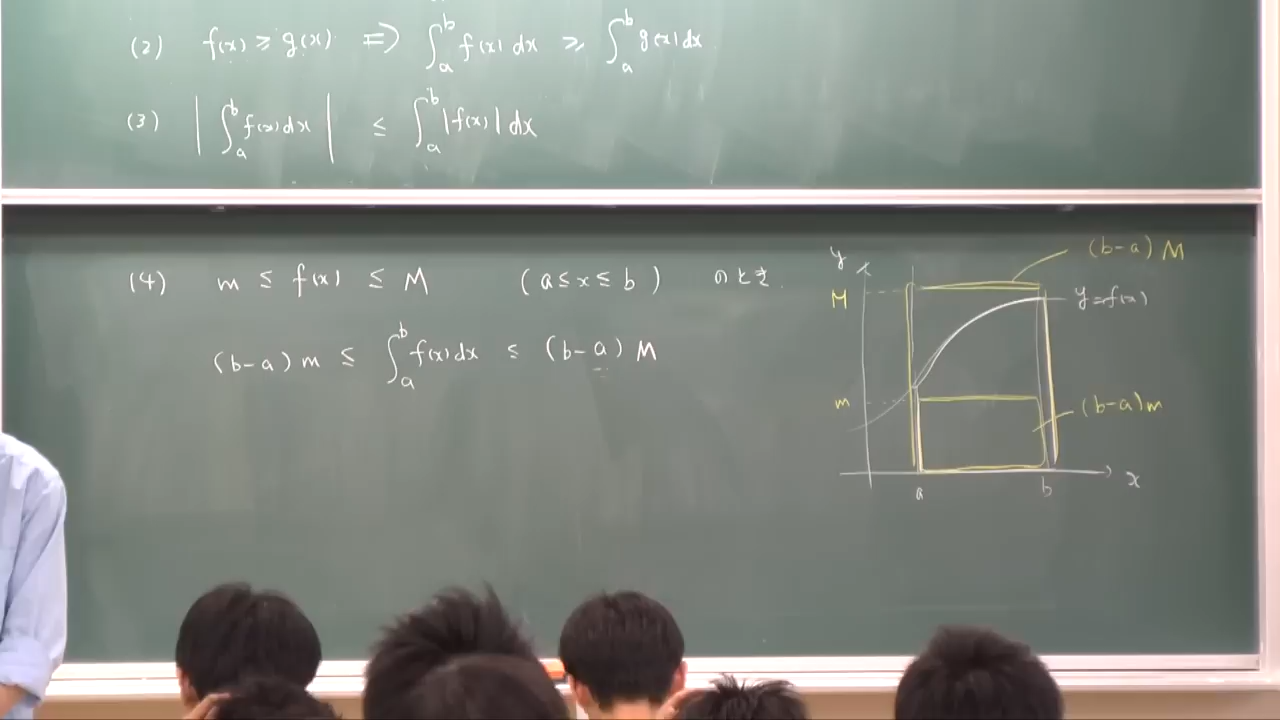 (2) f(x) ≥ g(x) ⇒ ∫_a^b f(x) dx ≥ ∫_a^b g(x) dx
(3) | ∫_a^b f(x) dx | ≤ ∫_a^b |f(x)| dx
(4) m ≤ f(x) ≤ M (a ≤ x ≤ b) のとき.
(b-a) m ≤ ∫_a^b f(x) dx ≤ (b-a) M
y
(b-a) M
M
y=f(x)
m
(b-a) m
a
b
x